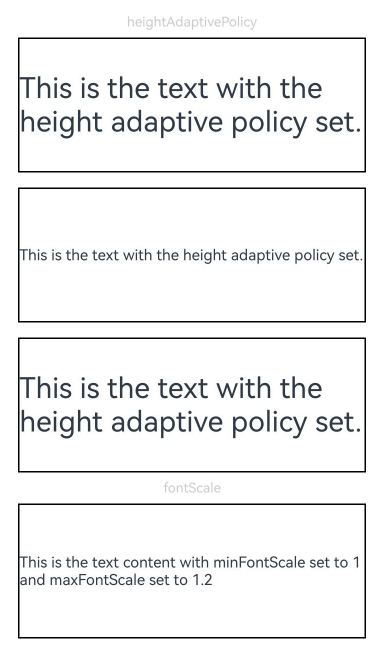 heightAdaptivePolicy
This is the text with the
height adaptive policy set.
This is the text with the height adaptive policy set.
This is the text with the
height adaptive policy set.
fontScale
This is the text content with minFontScale set to 1
and maxFontScale set to 1.2